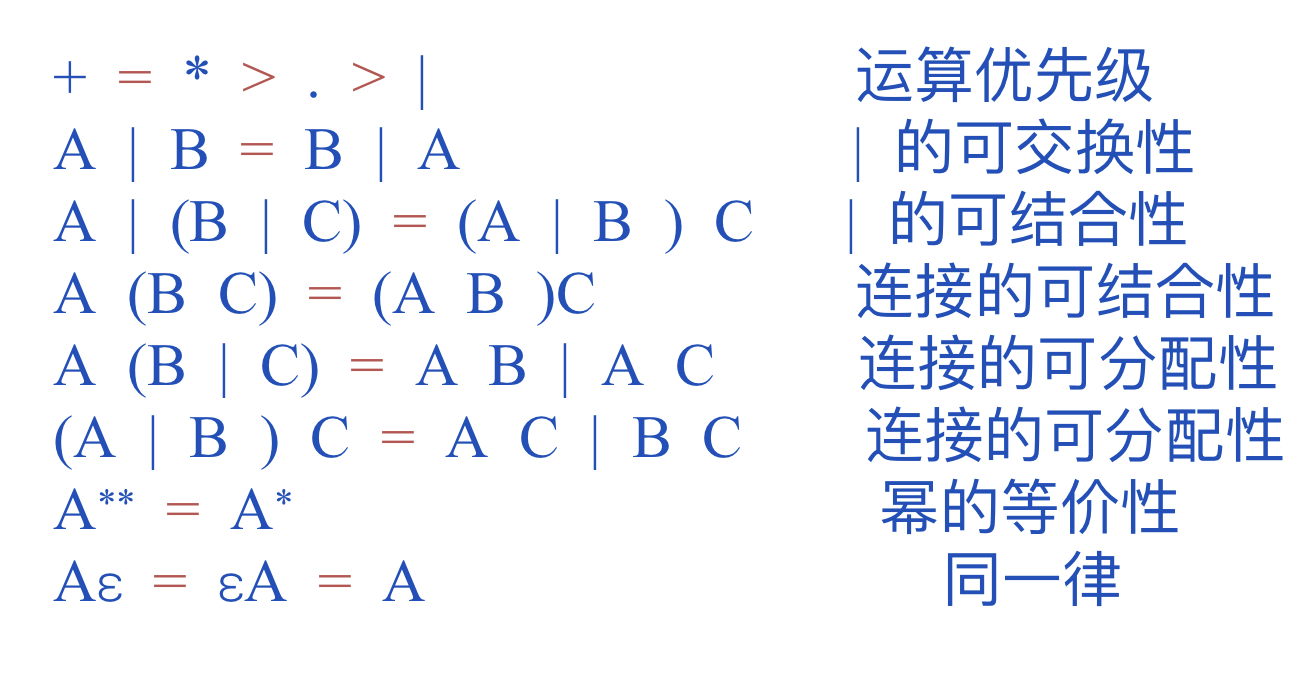 + = * > . > | 运算优先级
A | B = B | A | 的可交换性
A | (B | C) = (A | B ) C | 的可结合性
A (B C) = (A B )C 连接的可结合性
A (B | C) = A B | A C 连接的可分配性
(A | B ) C = A C | B C 连接的可分配性
A** = A* 幂的等价性
Aε = εA = A 同一律